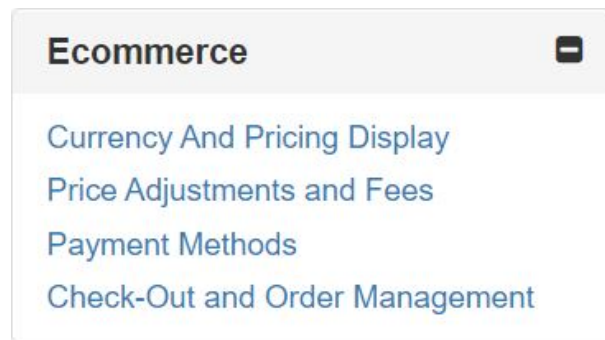 Ecommerce
Currency And Pricing Display
Price Adjustments and Fees
Payment Methods
Check-Out and Order Management